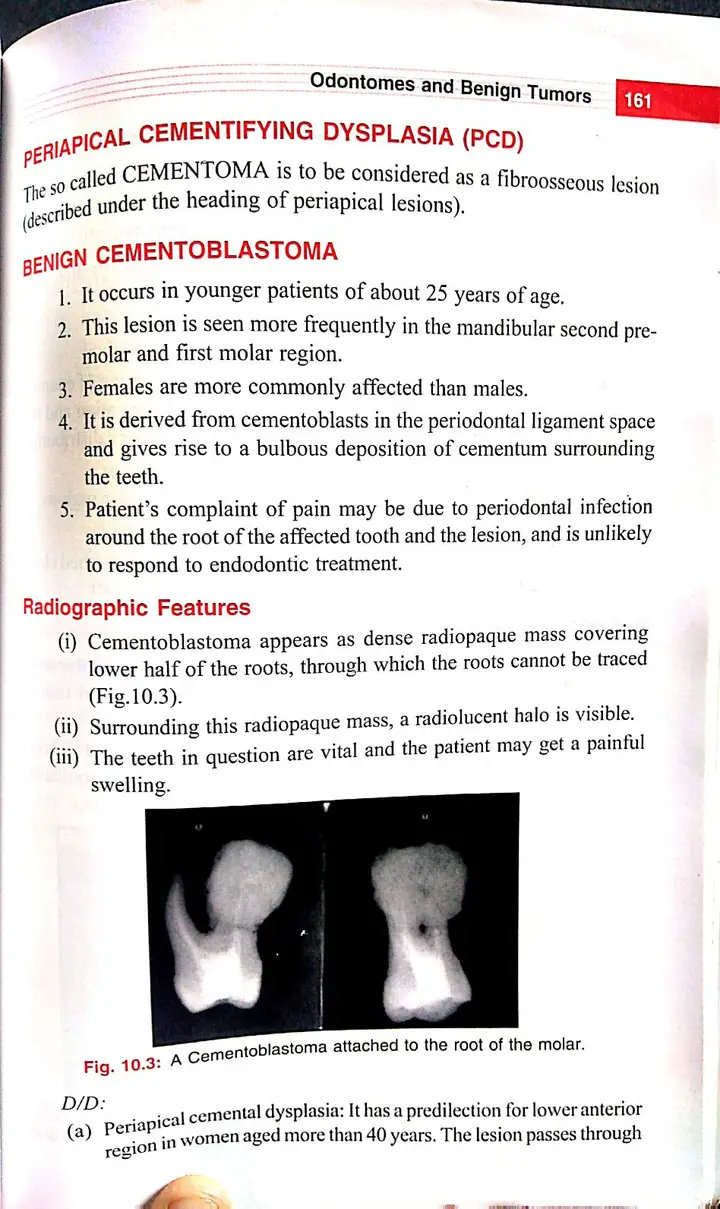 Odontomes and Benign Tumors 161
PERIAPICAL CEMENTIFYING DYSPLASIA (PCD)
The so called CEMENTOMA is to be considered as a fibroosseous lesion
(described under the heading of periapical lesions).
BENIGN CEMENTOBLASTOMA
1. It occurs in younger patients of about 25 years of age.
2. This lesion is seen more frequently in the mandibular second pre-
molar and first molar region.
3. Females are more commonly affected than males.
4. It is derived from cementoblasts in the periodontal ligament space
and gives rise to a bulbous deposition of cementum surrounding
the teeth.
5. Patient's complaint of pain may be due to periodontal infection
around the root of the affected tooth and the lesion, and is unlikely
to respond to endodontic treatment.
Radiographic Features
(i) Cementoblastoma appears as dense radiopaque mass covering
lower half of the roots, through which the roots cannot be traced
(Fig.10.3).
(ii) Surrounding this radiopaque mass, a radiolucent halo is visible.
(iii) The teeth in question are vital and the patient may get a painful
swelling.
Fig. 10.3: A Cementoblastoma attached to the root of the molar.
D/D:
(a) Periapical cemental dysplasia: It has a predilection for lower anterior
region in women aged more than 40 years. The lesion passes through